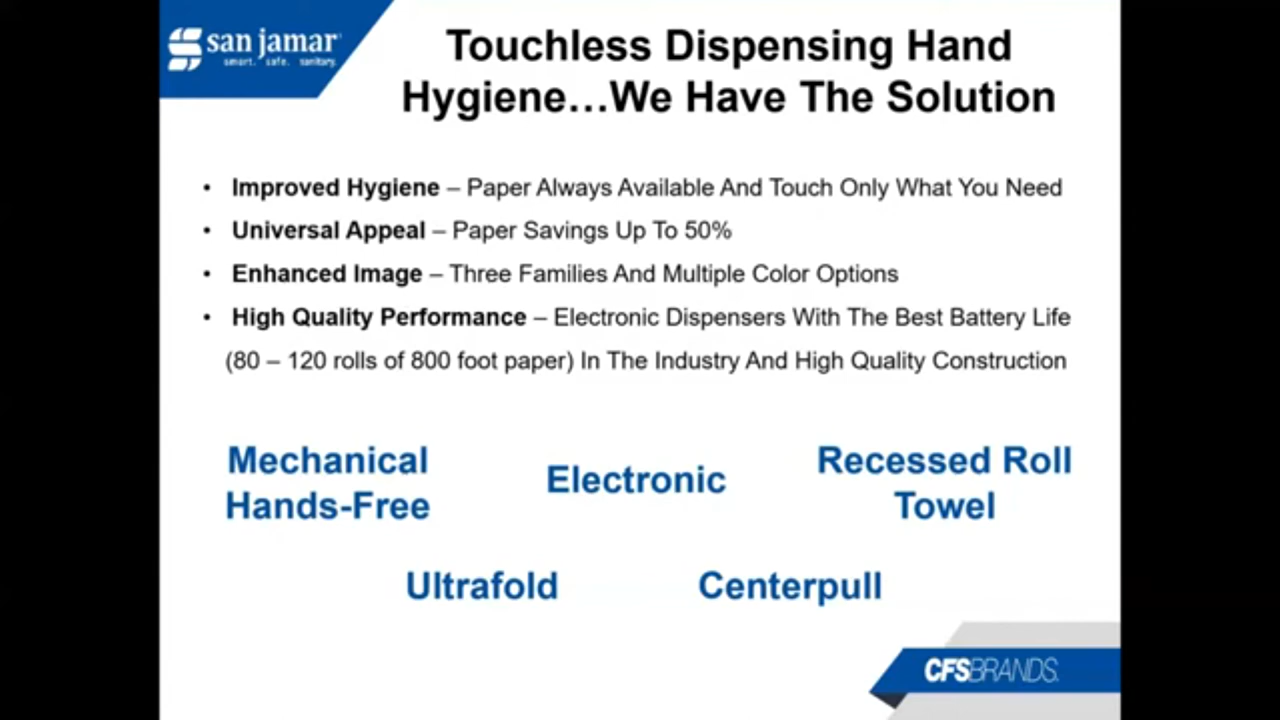 san jamar
smart. safe. sanitary.
Touchless Dispensing Hand
Hygiene...We Have The Solution
• Improved Hygiene – Paper Always Available And Touch Only What You Need
• Universal Appeal – Paper Savings Up To 50%
• Enhanced Image – Three Families And Multiple Color Options
• High Quality Performance – Electronic Dispensers With The Best Battery Life
(80 – 120 rolls of 800 foot paper) In The Industry And High Quality Construction
Mechanical
Hands-Free
Electronic
Recessed Roll
Towel
Ultrafold
Centerpull
CFSBRANDS.